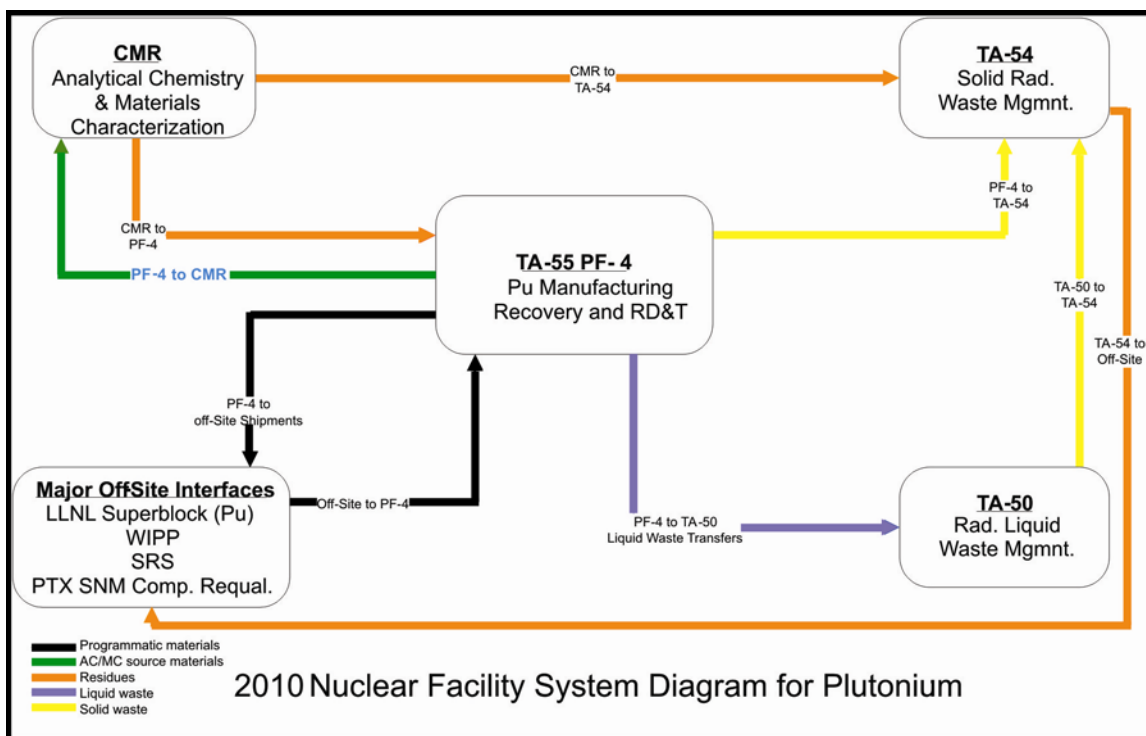 CMR
Analytical Chemistry
& Materials
Characterization
CMR to
TA-54
TA-54
Solid Rad.
Waste Mgmnt.
CMR to
PF-4
PF-4 to
TA-54
PF-4 to CMR
TA-55 PF- 4
Pu Manufacturing
Recovery and RD&T
TA-50 to
TA-54
TA-54 to
Off-Site
PF-4 to
off-Site Shipments
Major Off-Site Interfaces
LLNL Superblock (Pu)
WIPP
SRS
PTX SNM Comp. Requal.
Off-Site to PF-4
PF-4 to TA-50
Liquid Waste Transfers
TA-50
Rad. Liquid
Waste Mgmnt.
Programmatic materials
AC/MC source materials
Residues
Liquid waste
Solid waste
2010 Nuclear Facility System Diagram for Plutonium